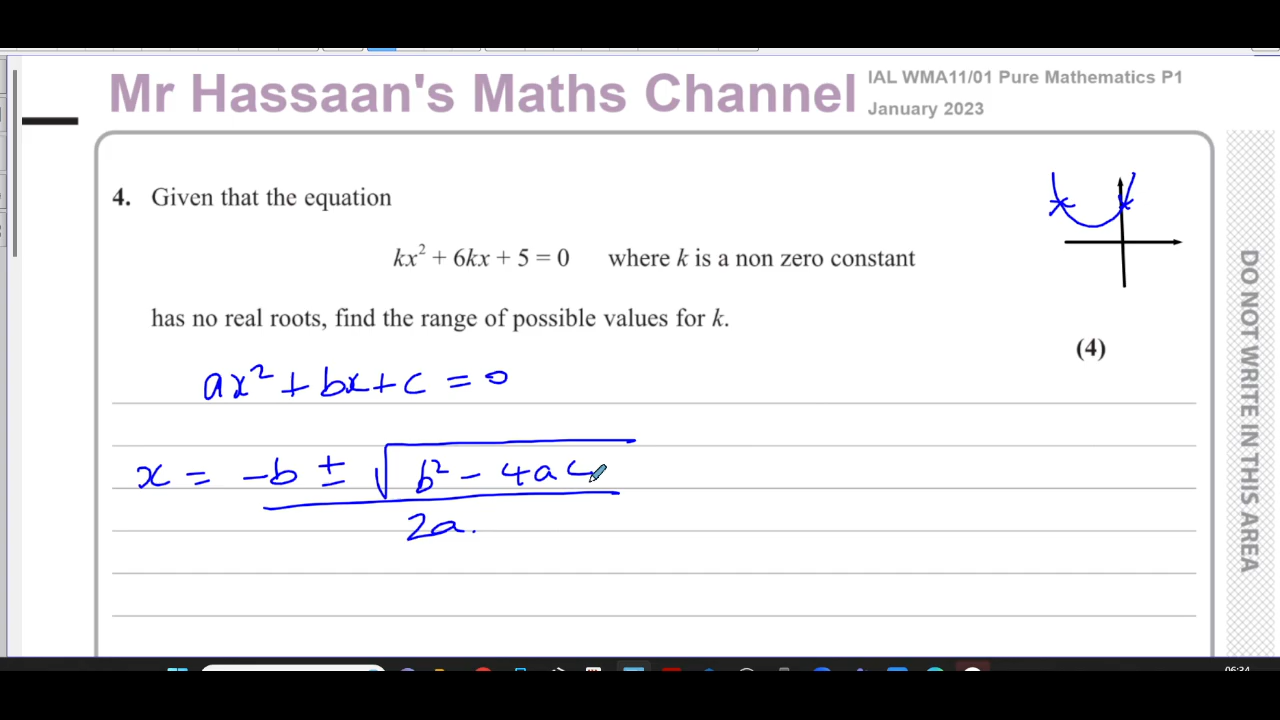 Mr Hassaan's Maths Channel
IAL WMA11/01 Pure Mathematics P1
January 2023
4. Given that the equation
kx² + 6kx + 5 = 0 where k is a non zero constant
has no real roots, find the range of possible values for k.
(4)
ax² + bx + c = 0
x = -b ± √(b² - 4ac)
2a.
DO NOT WRITE IN THIS AREA